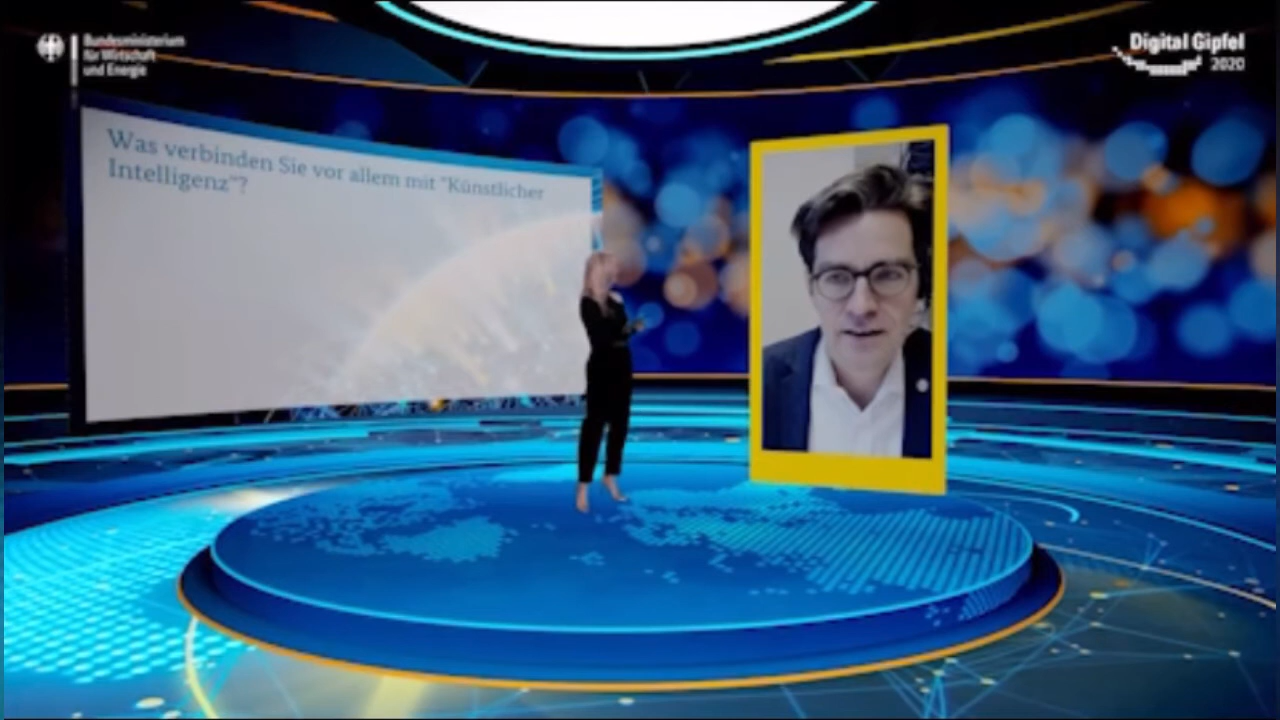 Bundesministerium
für Wirtschaft
und Energie
Digital Gipfel
2020
Was verbinden Sie vor allem mit "Künstlicher
Intelligenz"?